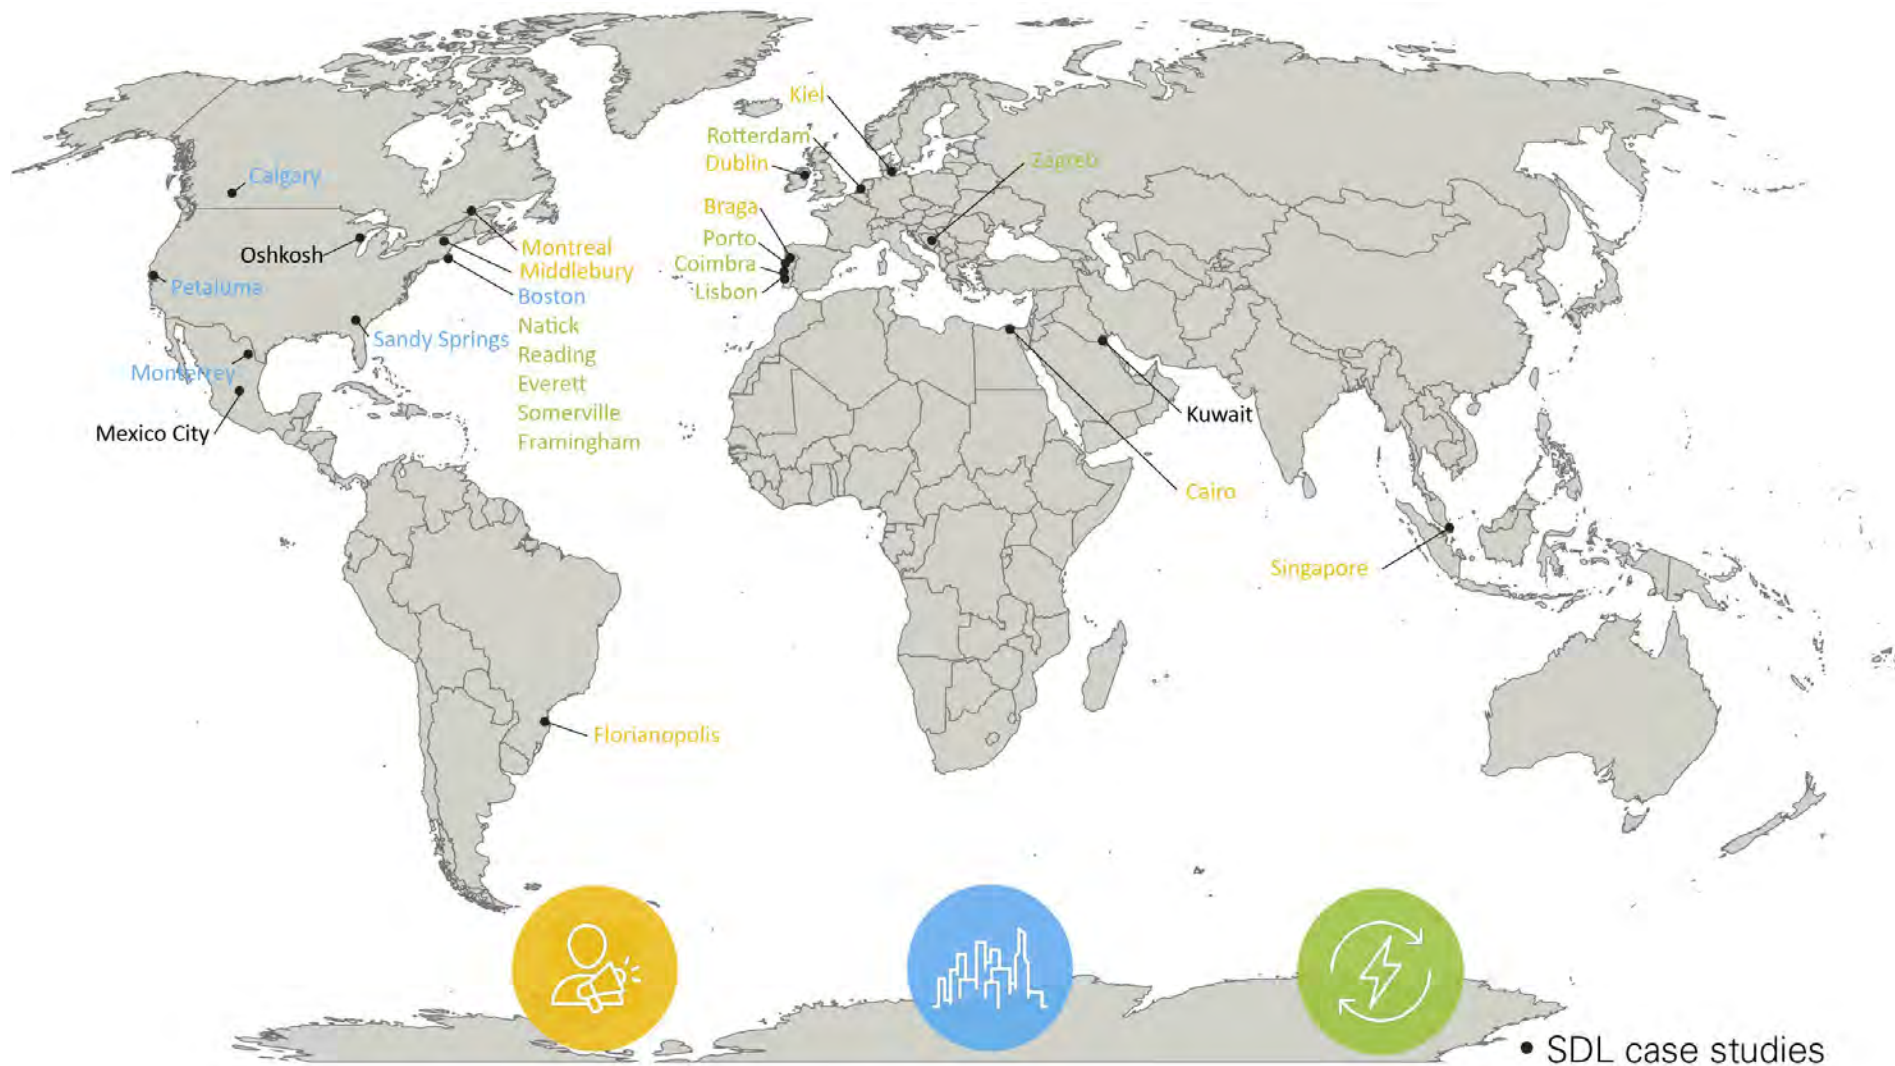 Kiel
Rotterdam
Dublin
Zagreb
Calgary
Braga
Oshkosh
Montreal
Porto
Middlebury
Coimbra
Petaluma
Boston
Lisbon
Natick
Sandy Springs
Reading
Monterrey
Everett
Somerville
Kuwait
Mexico City
Framingham
Cairo
Singapore
Florianopolis
• SDL case studies